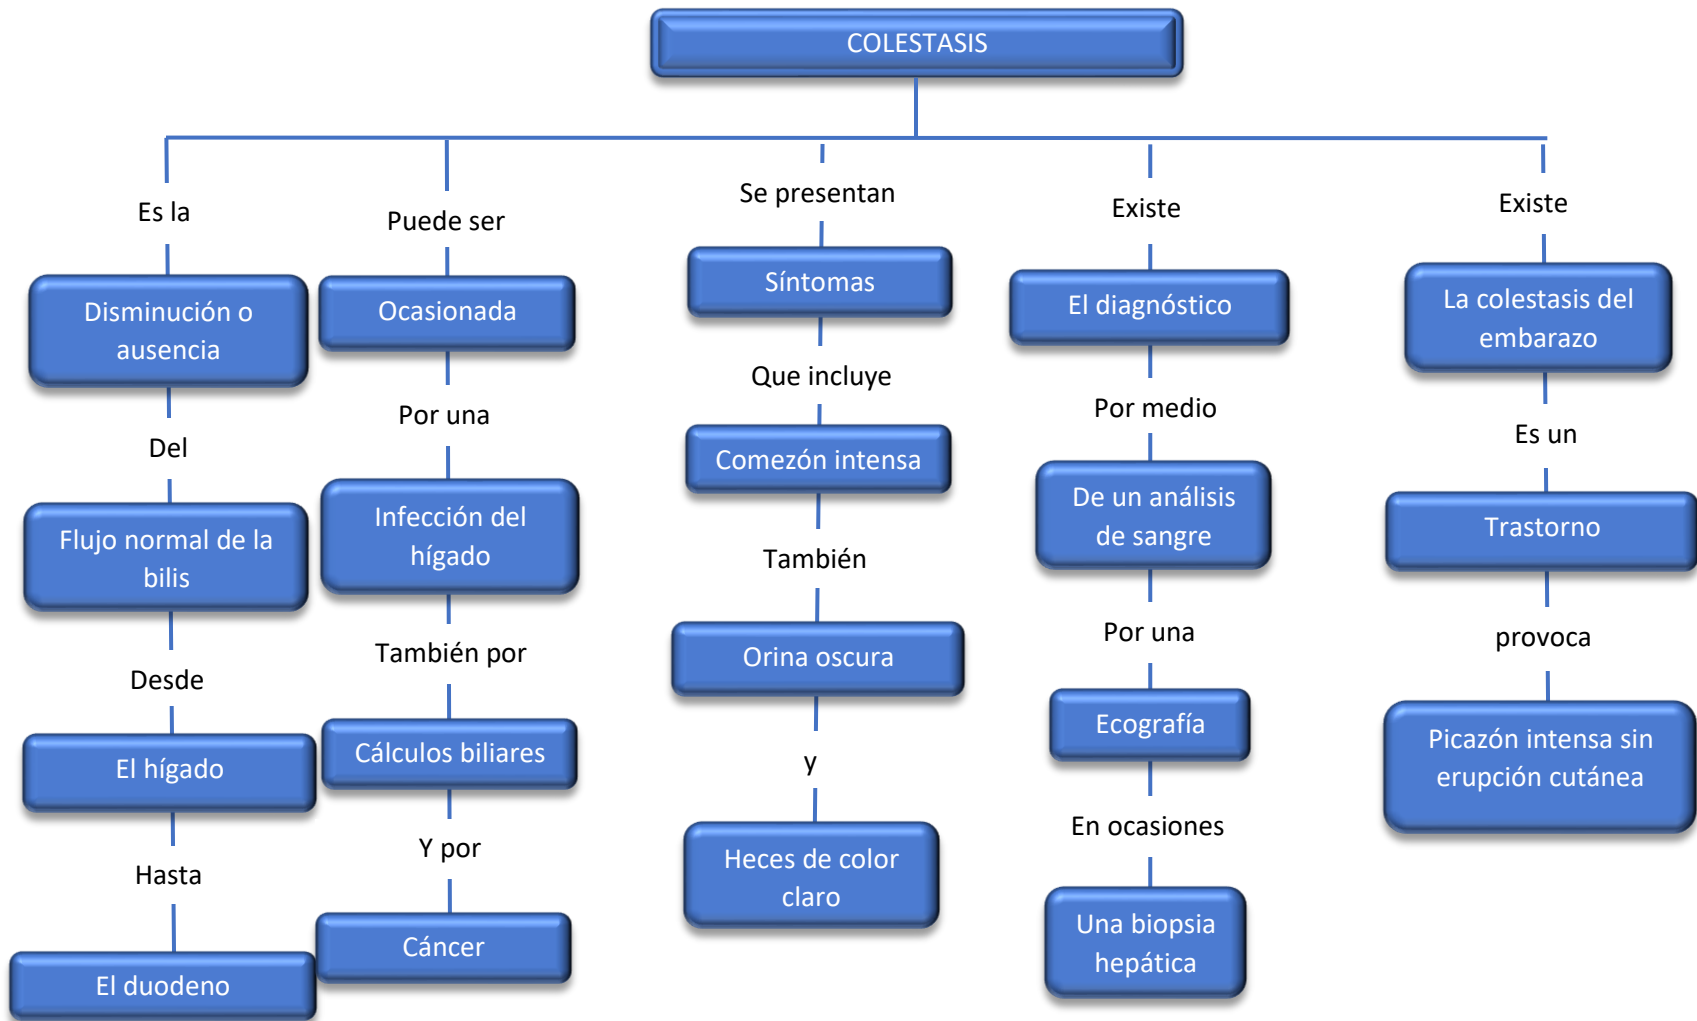 COLESTASIS
Es la
Disminución o
ausencia
Del
Flujo normal de la
bilis
Desde
El hígado
Hasta
El duodeno
Puede ser
Ocasionada
Por una
Infección del
hígado
También por
Cálculos biliares
Y por
Cáncer
Se presentan
Síntomas
Que incluye
Comezón intensa
También
Orina oscura
y
Heces de color
claro
Existe
El diagnóstico
Por medio
De un análisis
de sangre
Por una
Ecografía
En ocasiones
Una biopsia
hepática
Existe
La colestasis del
embarazo
Es un
Trastorno
provoca
Picazón intensa sin
erupción cutánea